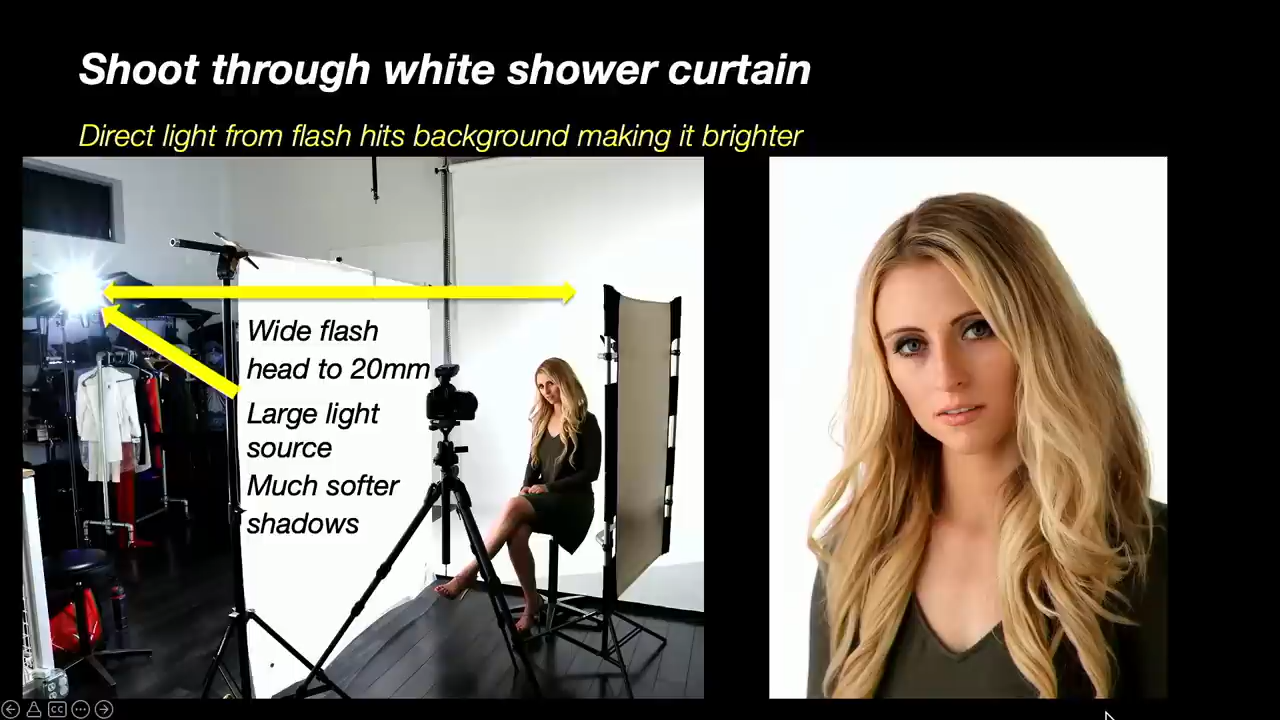 Shoot through white shower curtain
Direct light from flash hits background making it brighter
Wide flash
head to 20mm
Large light
source
Much softer
shadows
CC